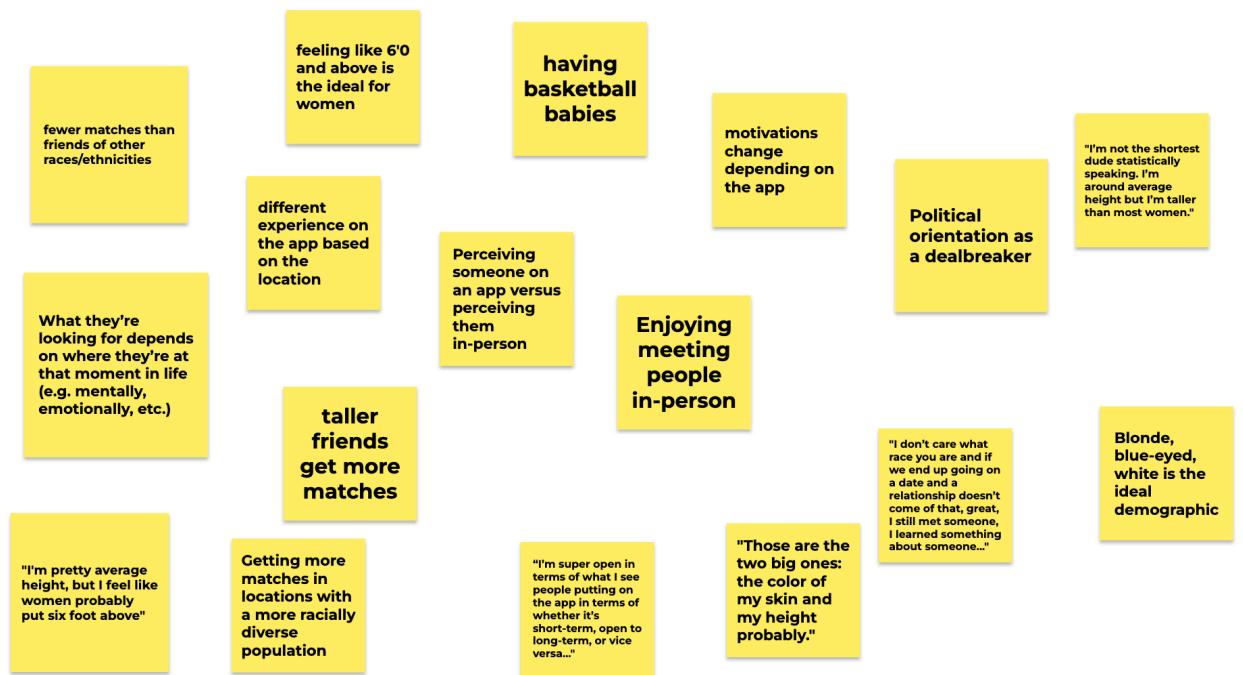 feeling like 6'0
and above is
the ideal for
women
having
basketball
babies
fewer matches than
friends of other
races/ethnicities
motivations
change
depending on
the app
"I’m not the shortest
dude statistically
speaking. I’m
around average
height but I’m taller
than most women."
different
experience on
the app based
on the
location
Political
orientation as
a dealbreaker
Perceiving
someone on
an app versus
perceiving
them
in-person
What they’re
looking for depends
on where they’re at
that moment in life
(e.g. mentally,
emotionally, etc.)
Enjoying
meeting
people
in-person
taller
friends
get more
matches
"I don’t care what
race you are and if
we end up going on
a date and a
relationship doesn’t
come of that, great,
I still met someone,
I learned something
about someone..."
Blonde,
blue-eyed,
white is the
ideal
demographic
"I'm pretty average
height, but I feel like
women probably
put six foot above"
Getting more
matches in
locations with
a more racially
diverse
population
“I’m super open in
terms of what I see
people putting on
the app in terms of
whether it’s
short-term, open to
long-term, or vice
versa..."
"Those are the
two big ones:
the color of
my skin and
my height
probably."